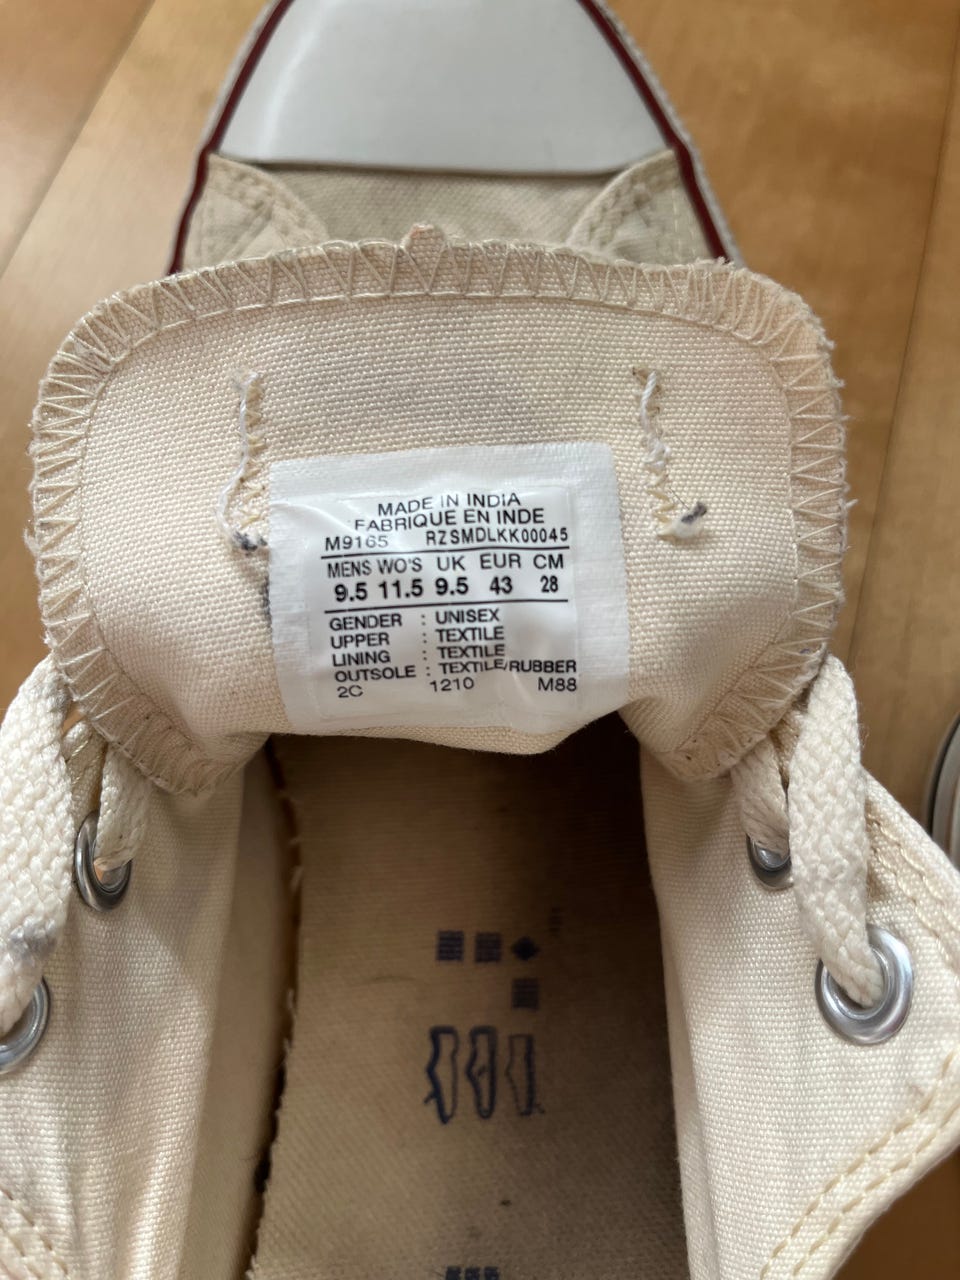 MADE IN INDIA
FABRIQUE EN INDE
M9165 RZSMDLKK00045
MENS WO'S UK EUR CM
9.5 11.5 9.5 43 28
GENDER : UNISEX
UPPER : TEXTILE
LINING : TEXTILE
OUTSOLE : TEXTILE/RUBBER
2C 1210 M88